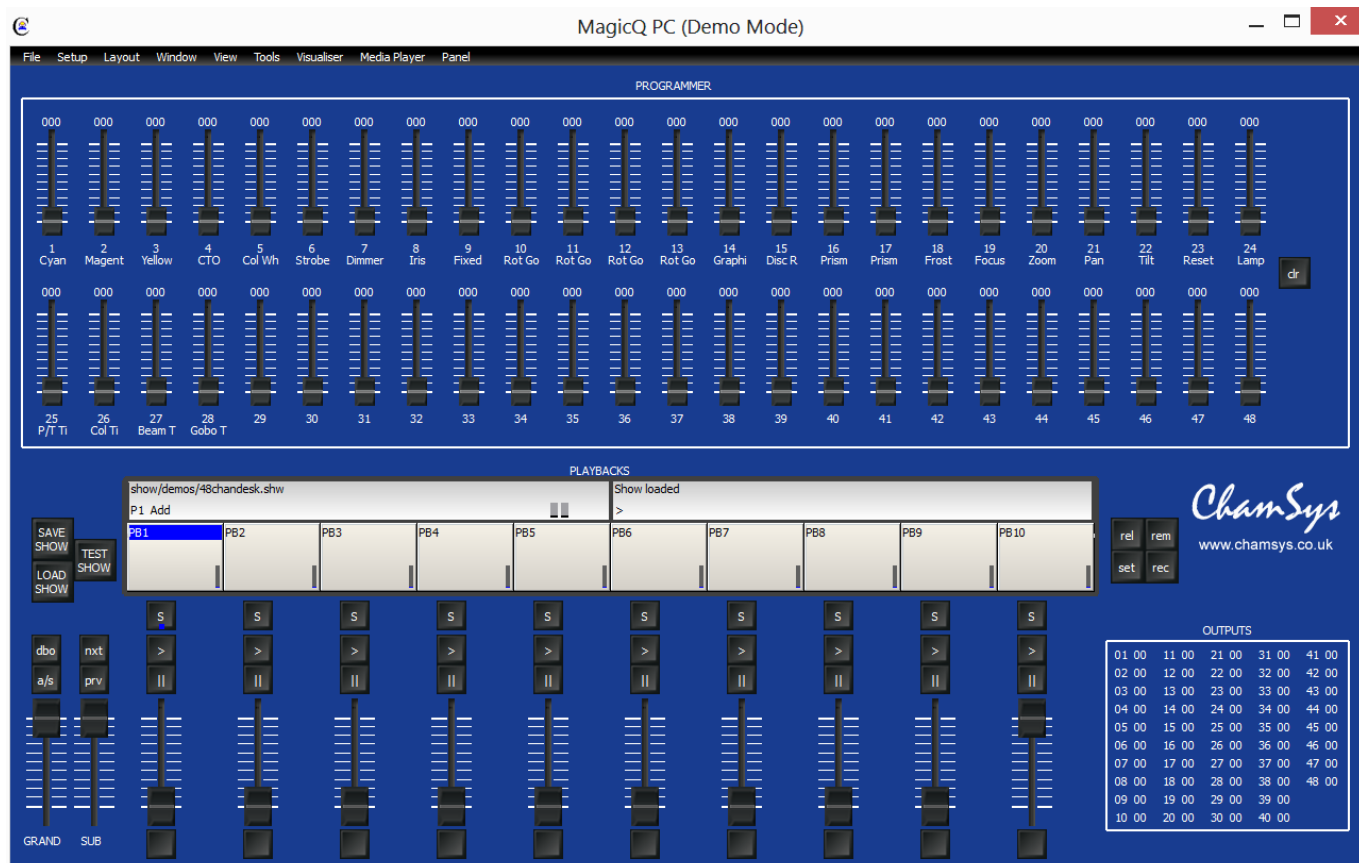 MagicQ PC (Demo Mode)
File Setup Layout Window View Tools Visualiser Media Player Panel
PROGRAMMER
000 000 000 000 000 000 000 000 000 000 000 000 000 000 000 000 000 000 000 000 000 000 000 000
1 2 3 4 5 6 7 8 9 10 11 12 13 14 15 16 17 18 19 20 21 22 23 24
Cyan Magent Yellow CTO Col Wh Strobe Dimmer Iris Fixed Rot Go Rot Go Rot Go Rot Go Graphi Disc R Prism Prism Frost Focus Zoom Pan Tilt Reset Lamp
clr
000 000 000 000 000 000 000 000 000 000 000 000 000 000 000 000 000 000 000 000 000 000 000 000
25 26 27 28 29 30 31 32 33 34 35 36 37 38 39 40 41 42 43 44 45 46 47 48
P/T Ti Col Ti Beam T Gobo T
PLAYBACKS
show/demos/48chandesk.shw Show loaded
P1 Add >
PB1 PB2 PB3 PB4 PB5 PB6 PB7 PB8 PB9 PB10
SAVE SHOW
TEST SHOW
LOAD SHOW
ChamSys
www.chamsys.co.uk
rel rem
set rec
S S S S S S S S S S
dbo nxt > > > > > > > > > >
a/s prv || || || || || || || || || ||
GRAND SUB
OUTPUTS
01 00 11 00 21 00 31 00 41 00
02 00 12 00 22 00 32 00 42 00
03 00 13 00 23 00 33 00 43 00
04 00 14 00 24 00 34 00 44 00
05 00 15 00 25 00 35 00 45 00
06 00 16 00 26 00 36 00 46 00
07 00 17 00 27 00 37 00 47 00
08 00 18 00 28 00 38 00 48 00
09 00 19 00 29 00 39 00
10 00 20 00 30 00 40 00